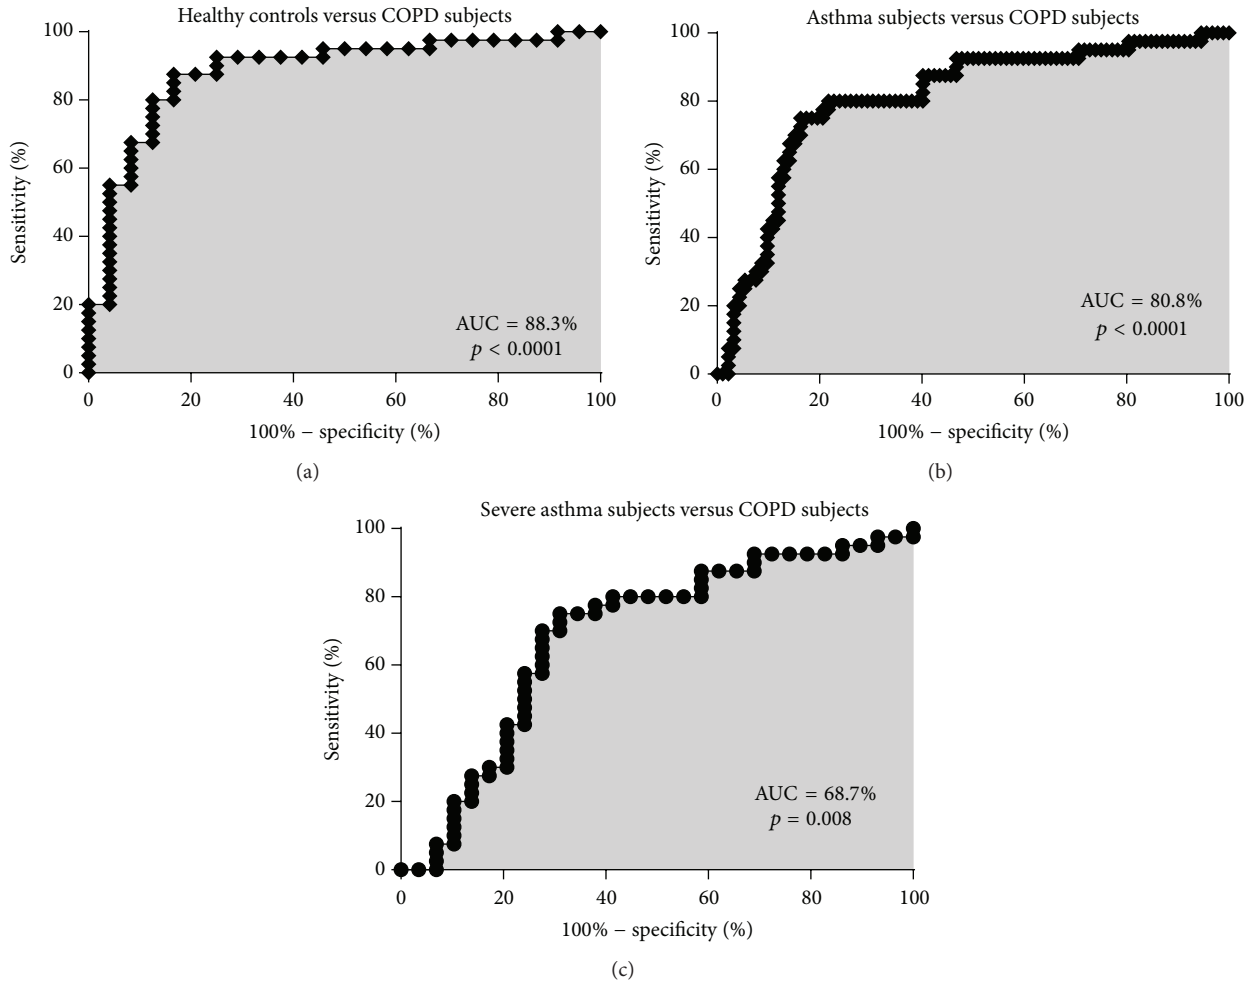 Healthy controls versus COPD subjects
100
80
60
40
20
0
Sensitivity (%)
AUC = 88.3%
p < 0.0001
0 20 40 60 80 100
100% − specificity (%)
(a)
Asthma subjects versus COPD subjects
100
80
60
40
20
0
Sensitivity (%)
AUC = 80.8%
p < 0.0001
0 20 40 60 80 100
100% − specificity (%)
(b)
Severe asthma subjects versus COPD subjects
100
80
60
40
20
0
Sensitivity (%)
AUC = 68.7%
p = 0.008
0 20 40 60 80 100
100% − specificity (%)
(c)